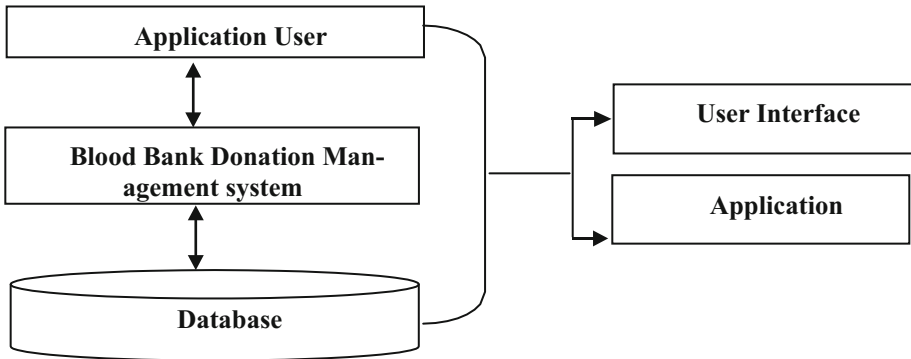 Application User
Blood Bank Donation Man-
agement system
Database
User Interface
Application